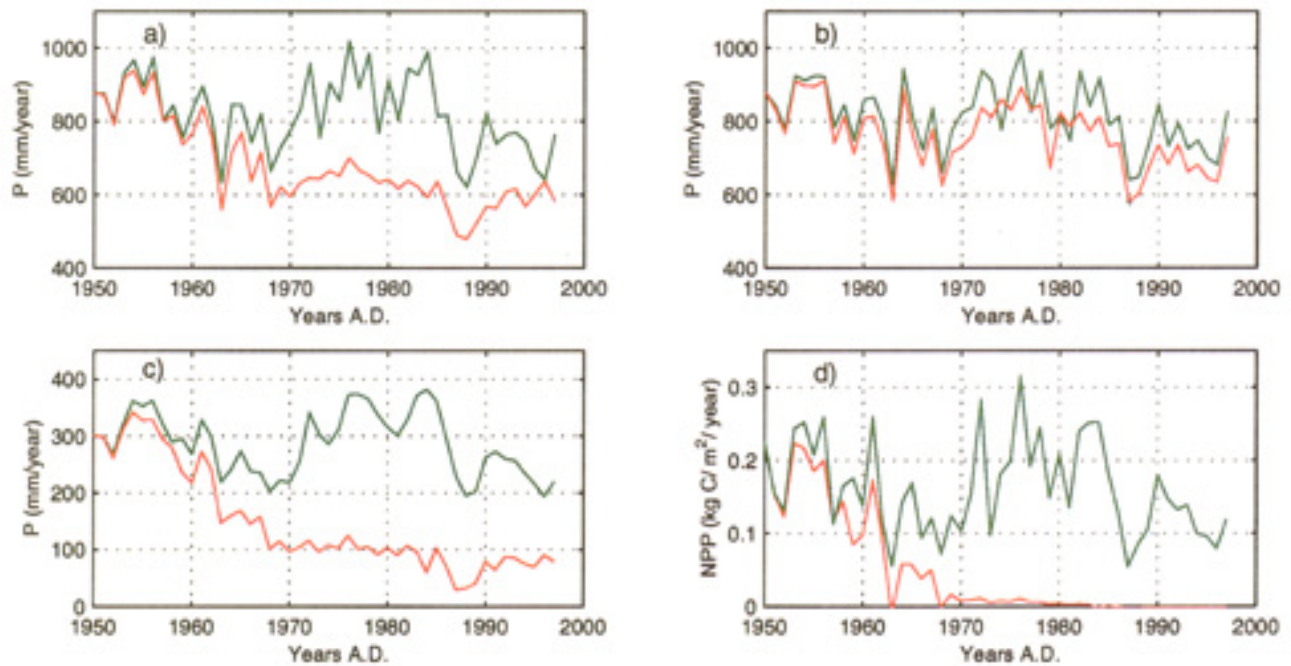 a)
P (mm/year)
1000
800
600
400
1950 1960 1970 1980 1990 2000
Years A.D.
b)
P (mm/year)
1000
800
600
400
1950 1960 1970 1980 1990 2000
Years A.D.
c)
P (mm/year)
400
300
200
100
0
1950 1960 1970 1980 1990 2000
Years A.D.
d)
NPP (kg C/ m²/ year)
0.3
0.2
0.1
0
1950 1960 1970 1980 1990 2000
Years A.D.